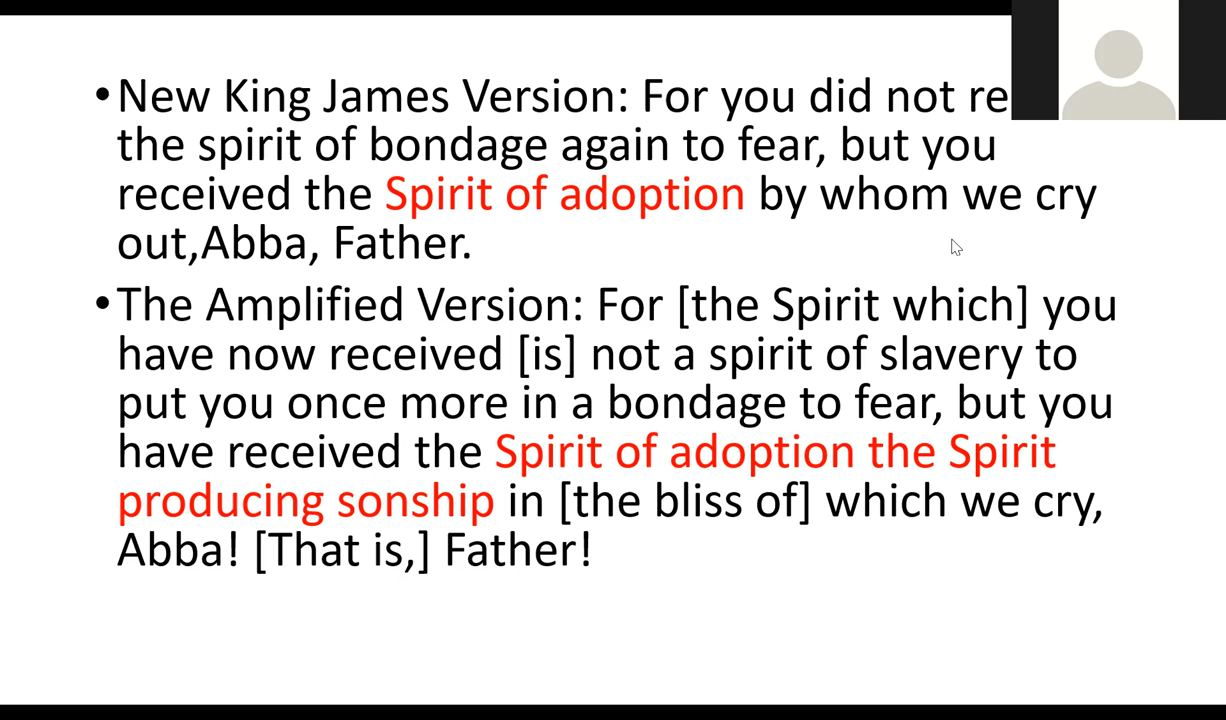 • New King James Version: For you did not
the spirit of bondage again to fear, but you
received the Spirit of adoption by whom we cry
out,Abba, Father.
• The Amplified Version: For [the Spirit which] you
have now received [is] not a spirit of slavery to
put you once more in a bondage to fear, but you
have received the Spirit of adoption the Spirit
producing sonship in [the bliss of] which we cry,
Abba! [That is,] Father!